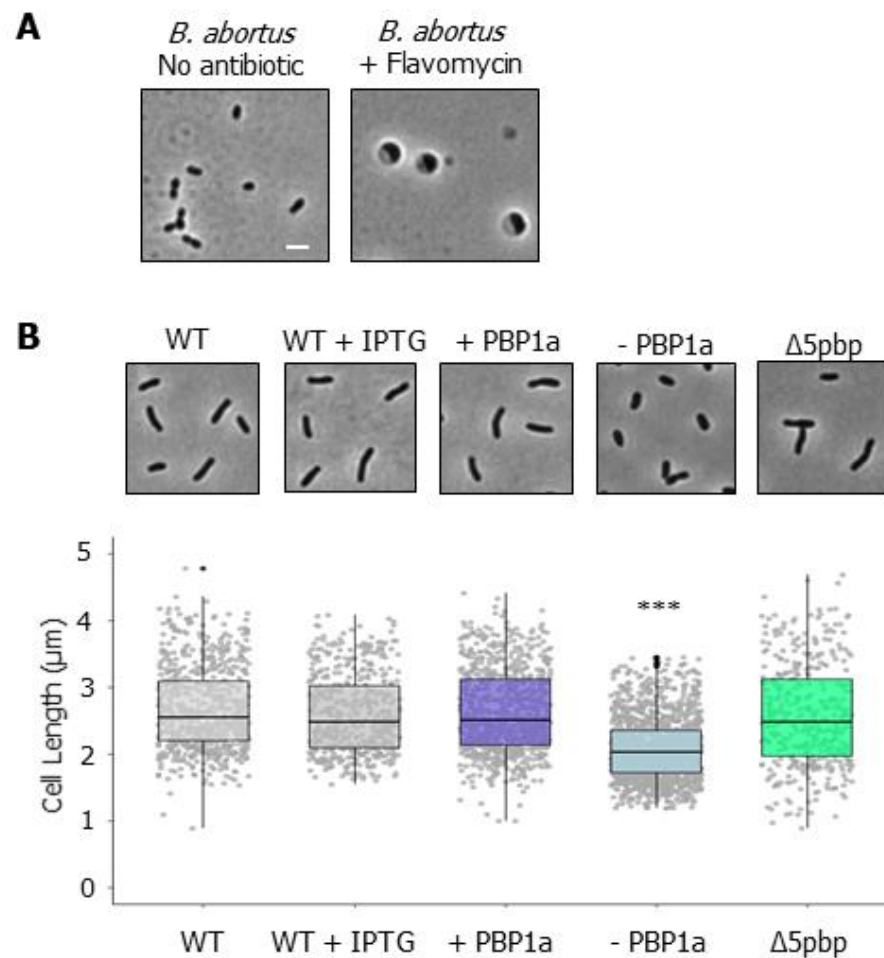 A
B. abortus
No antibiotic
B. abortus
+ Flavomycin
B
WT
WT + IPTG
+ PBP1a
- PBP1a
Δ5pbp
Cell Length (µm)
5
4
3
2
1
0
***
WT
WT + IPTG
+ PBP1a
- PBP1a
Δ5pbp